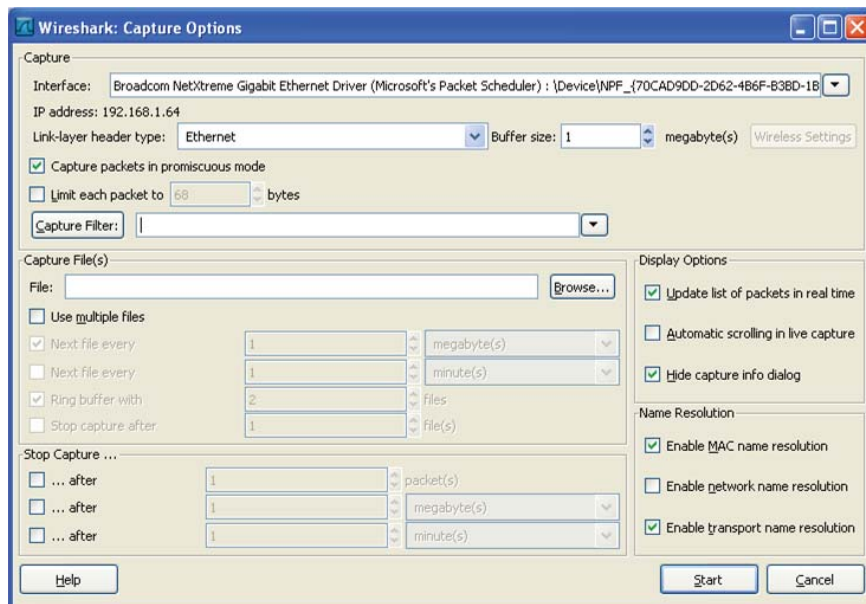 Wireshark: Capture Options
Capture
Interface: Broadcom NetXtreme Gigabit Ethernet Driver (Microsoft's Packet Scheduler) : \Device\NPF_{70CAD9DD-2D62-4B6F-B3BD-1B
IP address: 192.168.1.64
Link-layer header type: Ethernet Buffer size: 1 megabyte(s) Wireless Settings
Capture packets in promiscuous mode
Limit each packet to 68 bytes
Capture Filter:
Capture File(s)
File: Browse...
Use multiple files
Next file every 1 megabyte(s)
Next file every 1 minute(s)
Ring buffer with 2 files
Stop capture after 1 file(s)
Stop Capture ...
... after 1 packet(s)
... after 1 megabyte(s)
... after 1 minute(s)
Display Options
Update list of packets in real time
Automatic scrolling in live capture
Hide capture info dialog
Name Resolution
Enable MAC name resolution
Enable network name resolution
Enable transport name resolution
Help Start Cancel